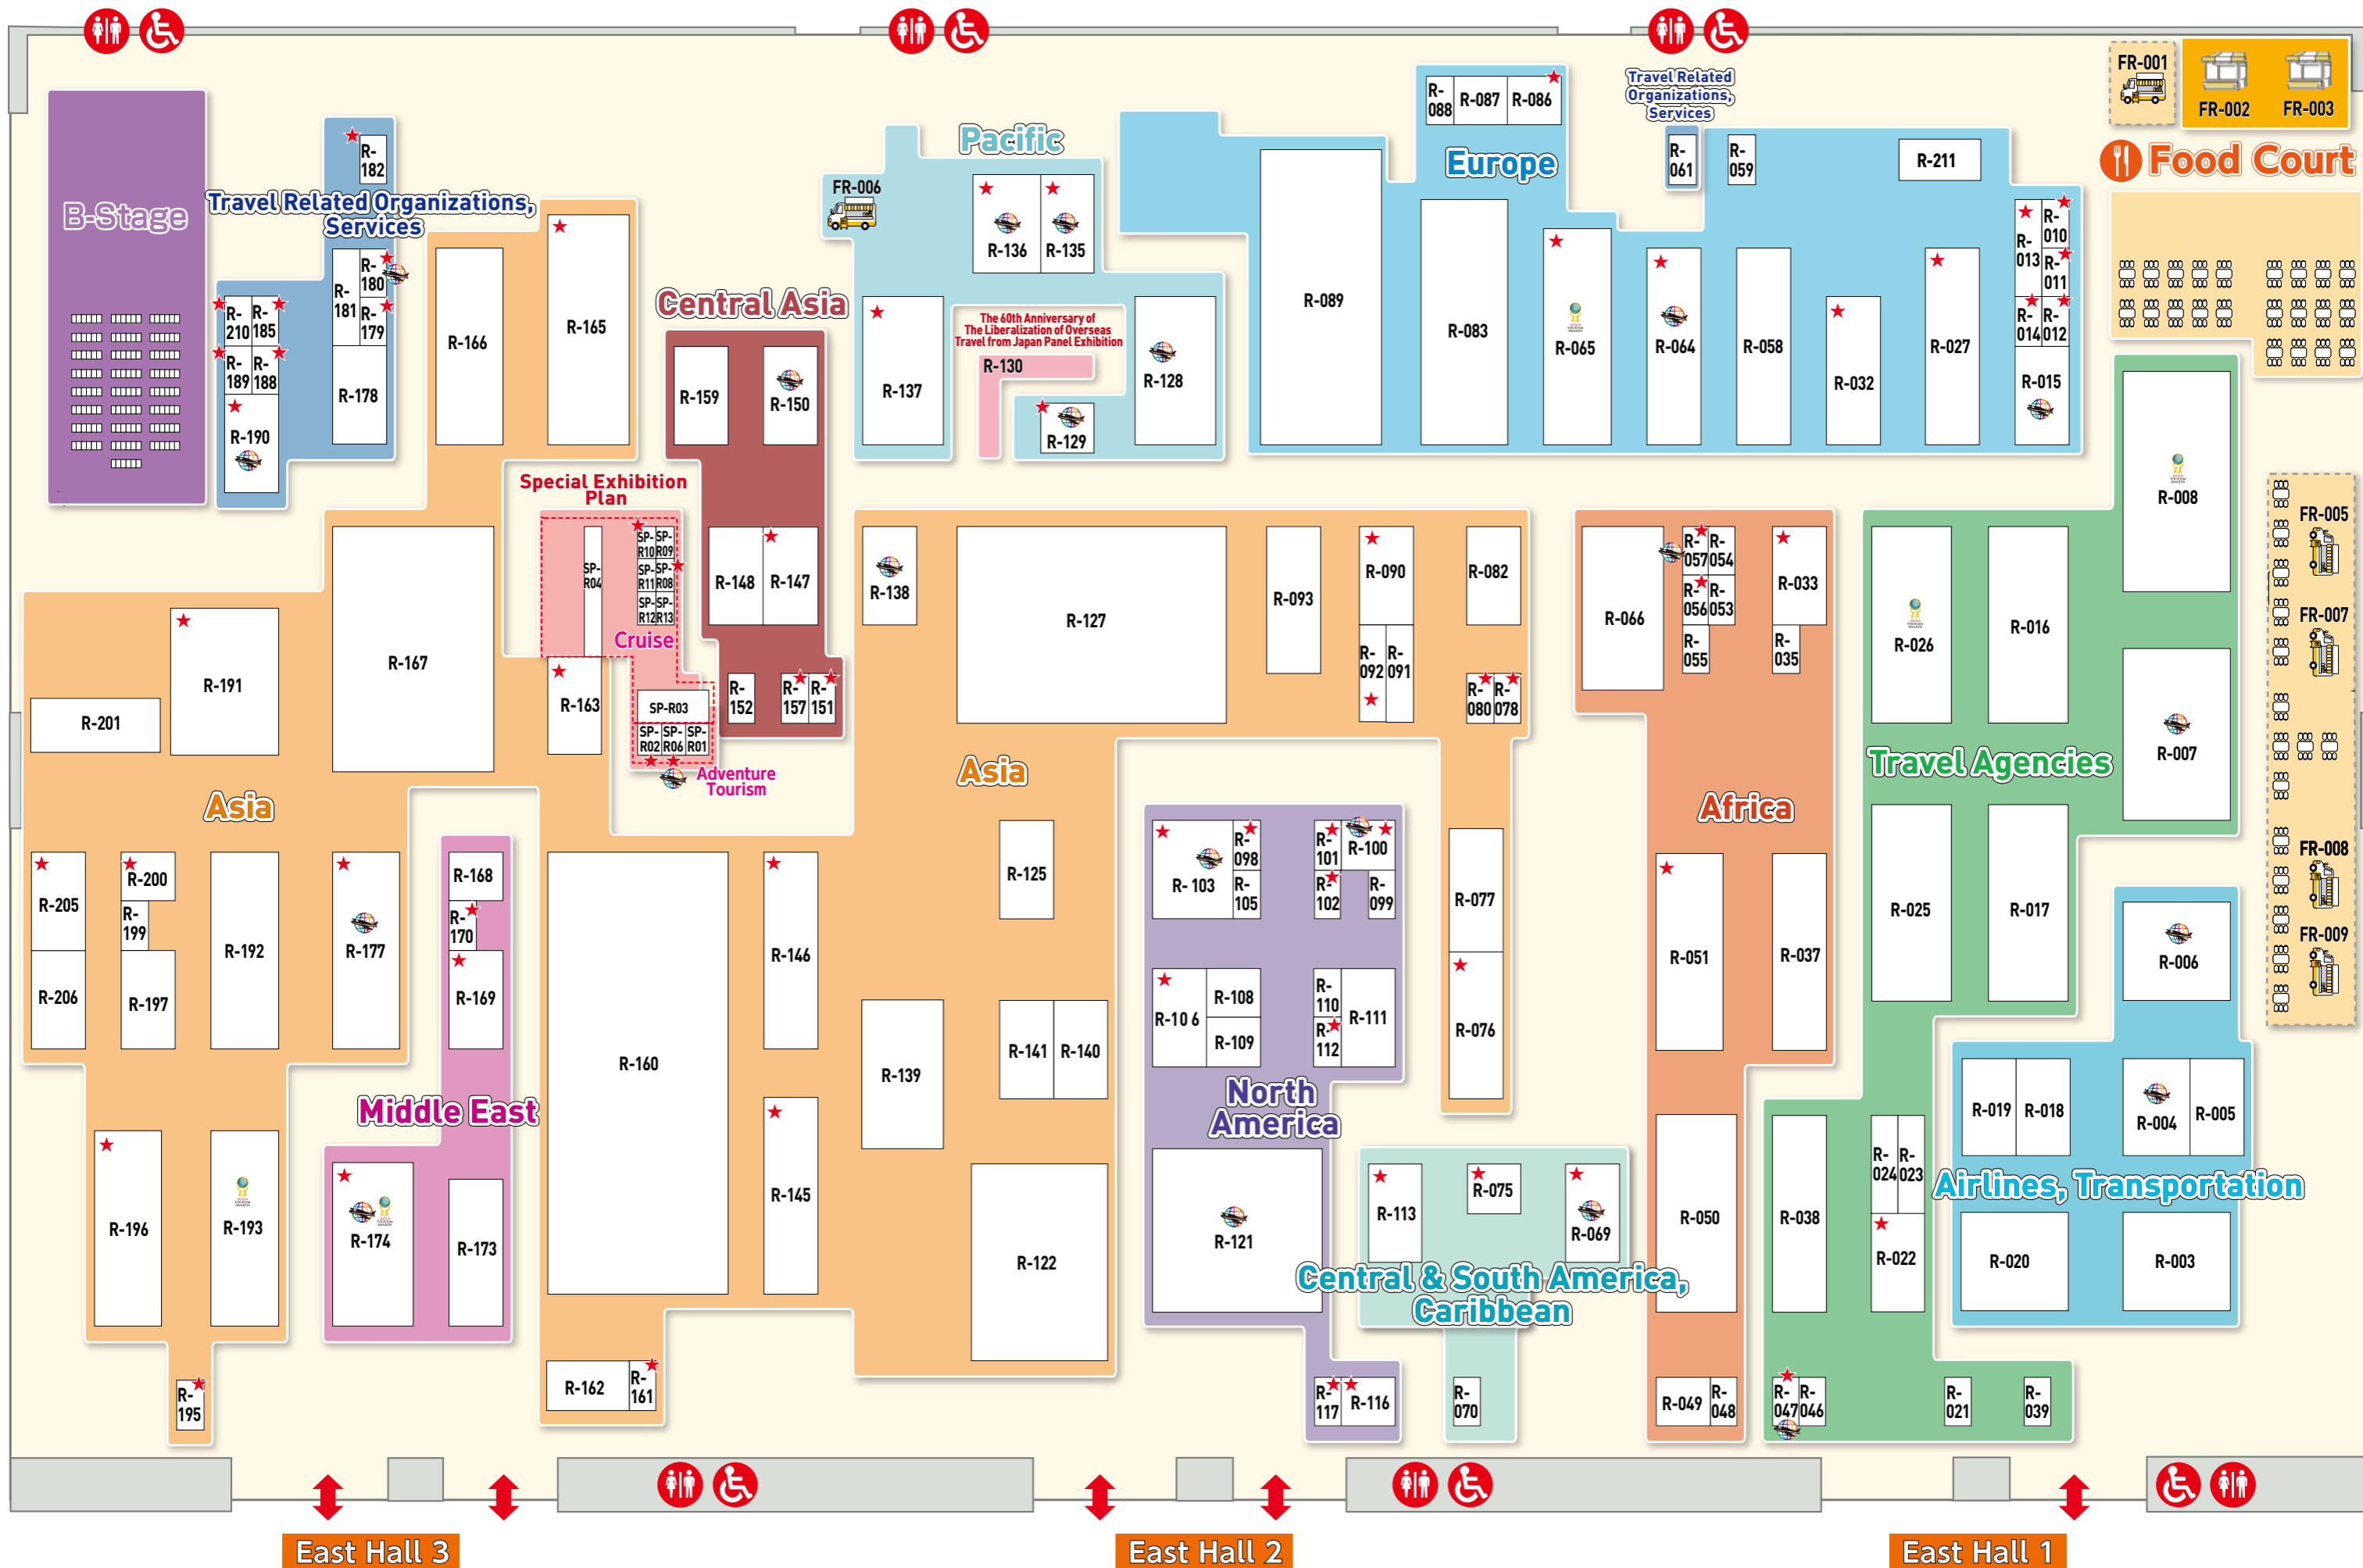 FR-001
FR-002
FR-003
Food Court
Travel Related
Organizations,
Services
R-
088
R-087
R-086
Europe
R-
061
R-
059
R-211
Pacific
FR-006
R-136
R-135
R-137
The 60th Anniversary of
The Liberalization of Overseas
Travel from Japan Panel Exhibition
R-130
R-129
R-128
R-089
R-083
R-065
R-064
R-058
R-032
R-027
R-
013
R-
010
R-
011
R-
014
R-
012
R-015
B-Stage
R-
182
Travel Related Organizations,
Services
R-
181
R-
180
R-
179
R-178
R-
210
R-
185
R-
189
R-
188
R-190
R-166
R-165
Central Asia
R-159
R-150
R-148
R-147
R-
152
R-
157
R-
151
Special Exhibition
Plan
SP-
R04
SP-
R10
SP-
R09
SP-
R11
SP-
R08
SP-
R12
SP-
R13
Cruise
SP-R03
SP-
R02
SP-
R06
SP-
R01
Adventure
Tourism
R-163
R-167
R-191
R-201
Asia
R-205
R-206
R-200
R-
199
R-197
R-192
R-177
R-196
R-193
R-
195
R-168
R-
170
R-169
Middle East
R-174
R-173
R-138
R-127
R-093
R-090
R-
092
R-
091
R-082
R-
080
R-
078
Asia
R-125
R-077
R-076
R-160
R-146
R-145
R-139
R-141
R-140
R-122
R-162
R-
161
R- 103
R-
098
R-
105
R-
101
R-100
R-
102
R-
099
R-10 6
R-108
R-109
R-
110
R-
112
R-111
North
America
R-121
R-
117
R-116
R-113
R-075
R-069
Central & South America,
Caribbean
R-
070
R-066
R-
057
R-
054
R-
056
R-
053
R-
055
R-033
R-
035
Africa
R-051
R-037
R-050
R-049
R-
048
R-008
R-026
R-016
R-007
Travel Agencies
R-025
R-017
R-038
R-
024
R-
023
R-022
R-
047
R-
046
R-
021
R-
039
R-006
R-019
R-018
R-004
R-005
Airlines, Transportation
R-020
R-003
FR-005
FR-007
FR-008
FR-009
East Hall 3
East Hall 2
East Hall 1